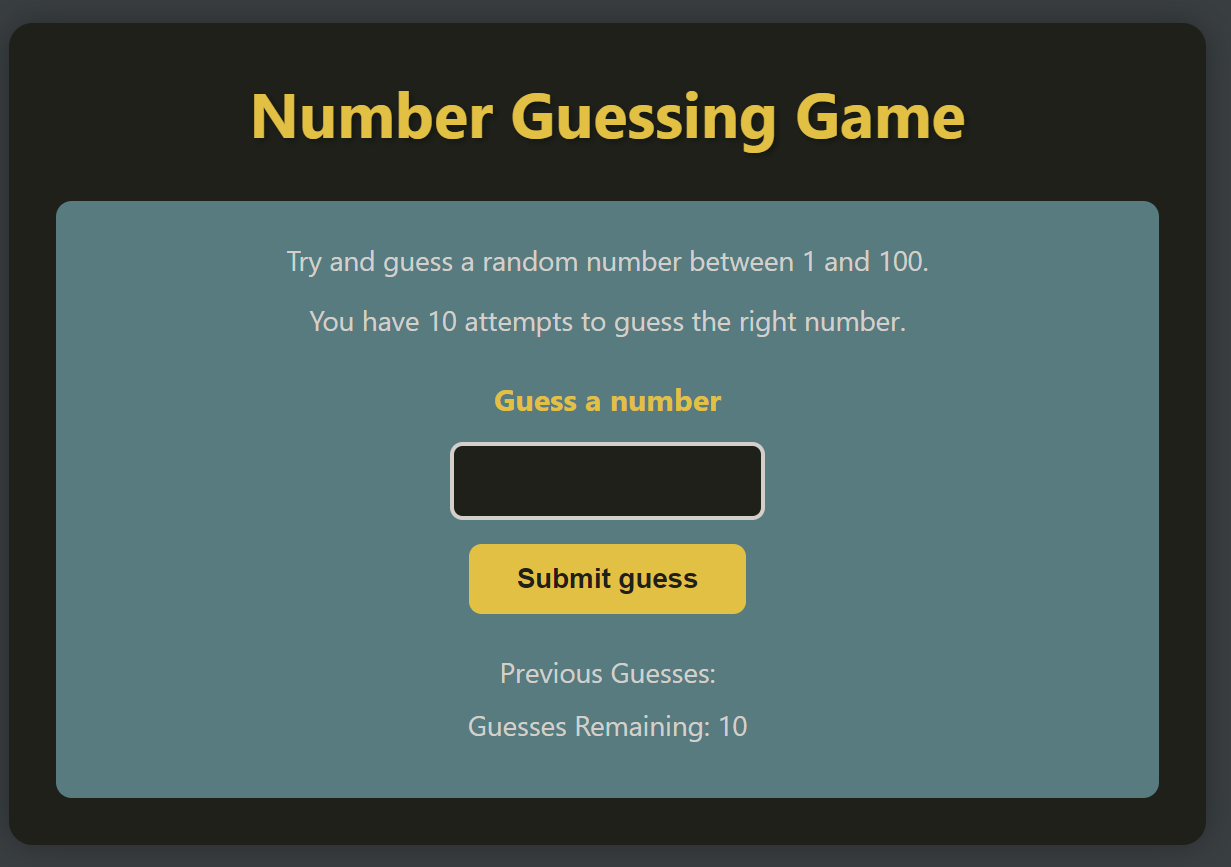 Number Guessing Game
Try and guess a random number between 1 and 100.
You have 10 attempts to guess the right number.
Guess a number
Submit guess
Previous Guesses:
Guesses Remaining: 10